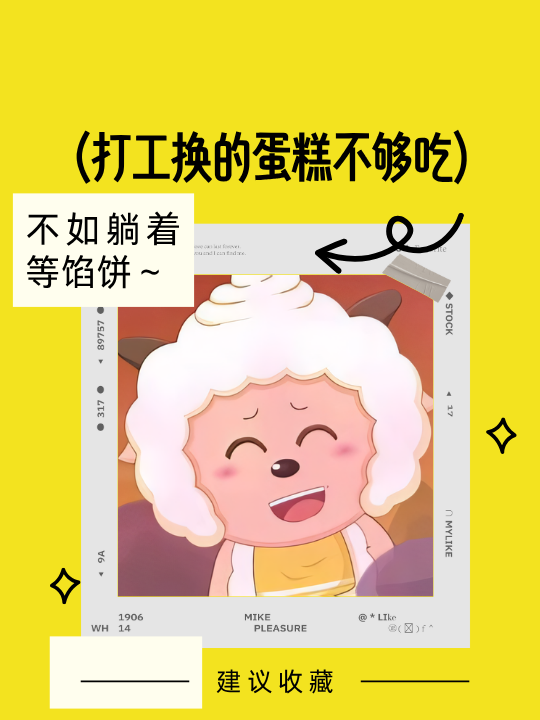 (打工换的蛋糕不够吃)
不如躺着
等馅饼~
89757
317
9A
STOCK
17
MYLIKE
1906
MIKE
@ * LIke
WH 14
PLEASURE
建议收藏